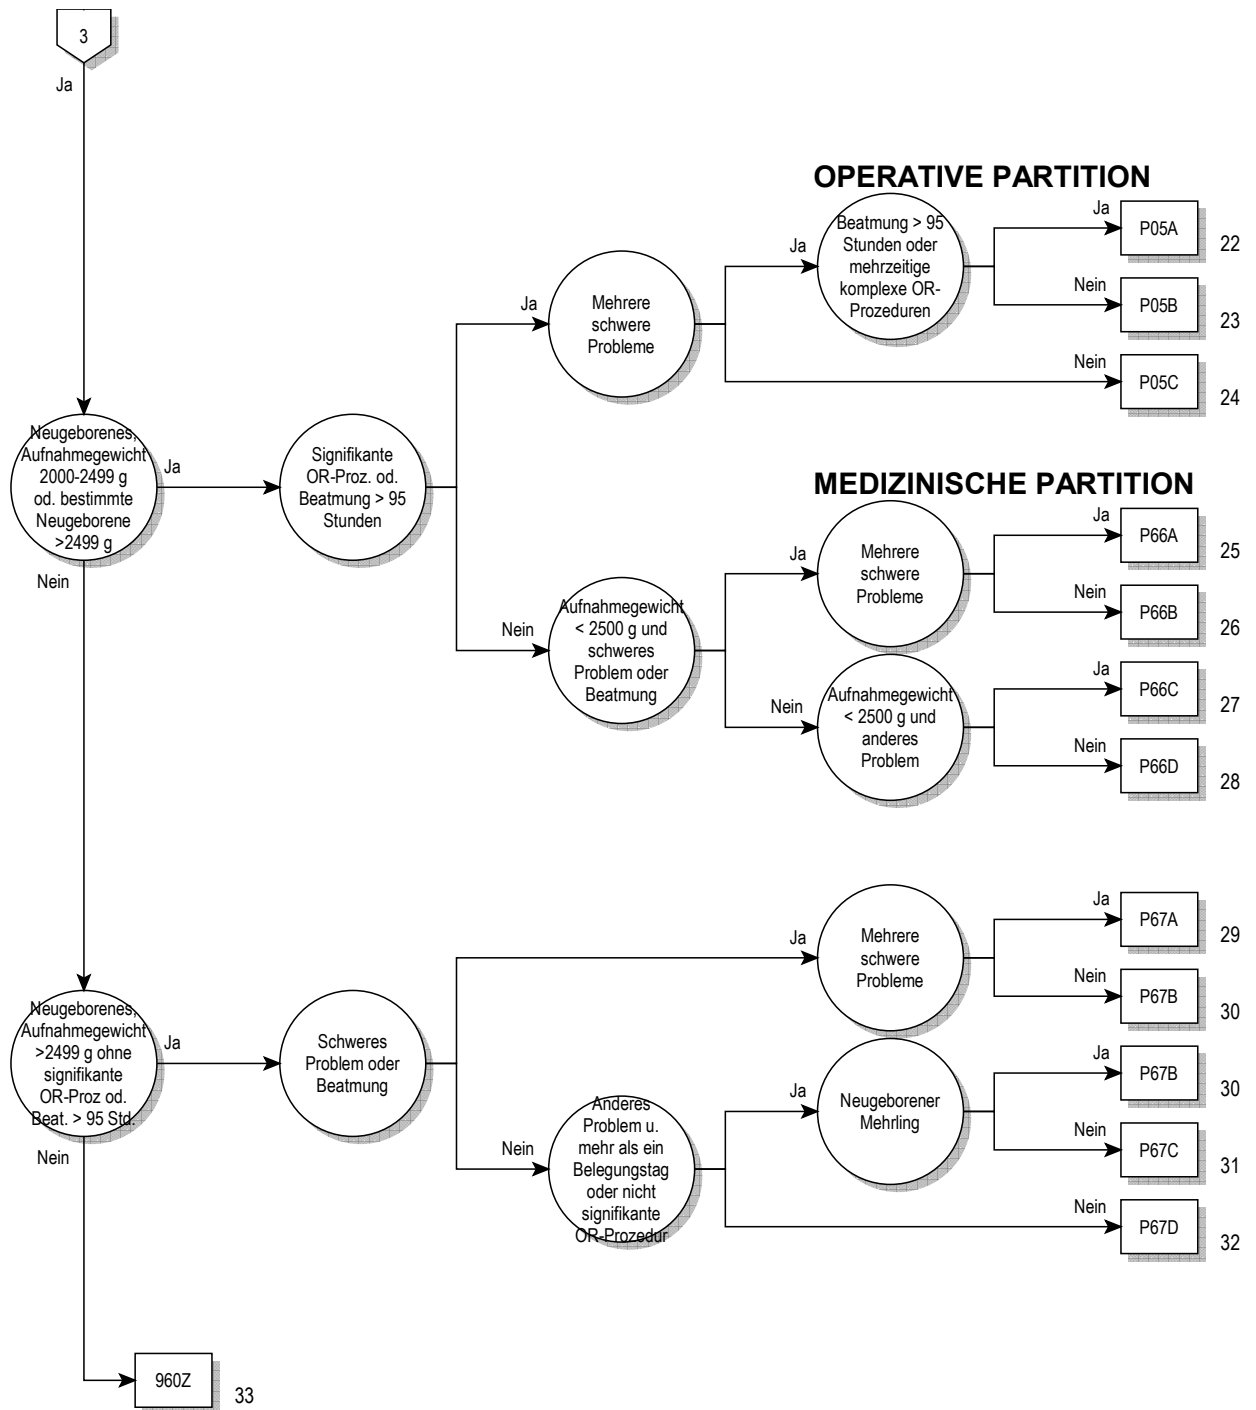 3
Ja
OPERATIVE PARTITION
Beatmung > 95
Stunden oder
mehrzeitige
komplexe OR-
Prozeduren
Ja
P05A
22
Nein
P05B
23
Ja
Mehrere
schwere
Probleme
Ja
Nein
P05C
24
Neugeborenes,
Aufnahmegewicht
2000-2499 g
od. bestimmte
Neugeborene
>2499 g
Ja
Nein
Signifikante
OR-Proz. od.
Beatmung > 95
Stunden
MEDIZINISCHE PARTITION
Nein
Aufnahmegewicht
< 2500 g und
schweres
Problem oder
Beatmung
Ja
Mehrere
schwere
Probleme
Ja
P66A
25
Nein
P66B
26
Nein
Aufnahmegewicht
< 2500 g und
anderes
Problem
Ja
P66C
27
Nein
P66D
28
Neugeborenes,
Aufnahmegewicht
>2499 g ohne
signifikante
OR-Proz od.
Beat. > 95 Std.
Ja
Nein
Schweres
Problem oder
Beatmung
Ja
Mehrere
schwere
Probleme
Ja
P67A
29
Nein
P67B
30
Nein
Anderes
Problem u.
mehr als ein
Belegungstag
oder nicht
signifikante
OR-Prozedur
Ja
Neugeborener
Mehrling
Ja
P67B
30
Nein
P67C
31
Nein
P67D
32
960Z
33